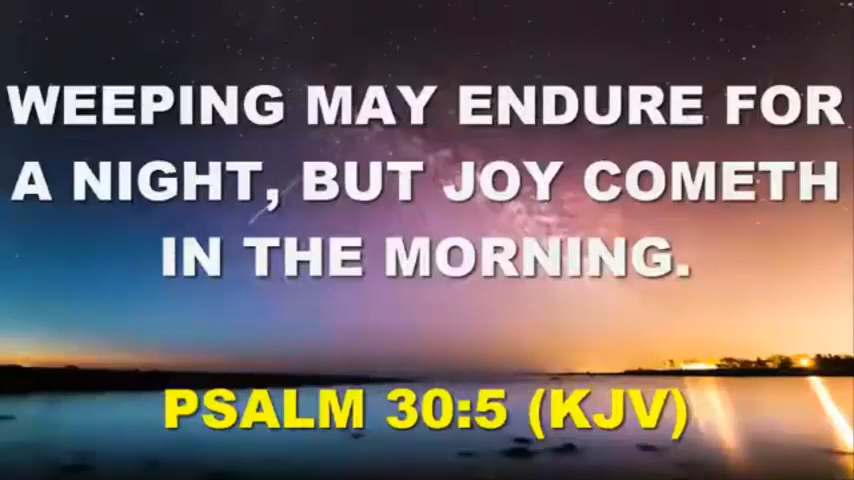 WEEPING MAY ENDURE FOR
A NIGHT, BUT JOY COMETH
IN THE MORNING.
PSALM 30:5 (KJV)